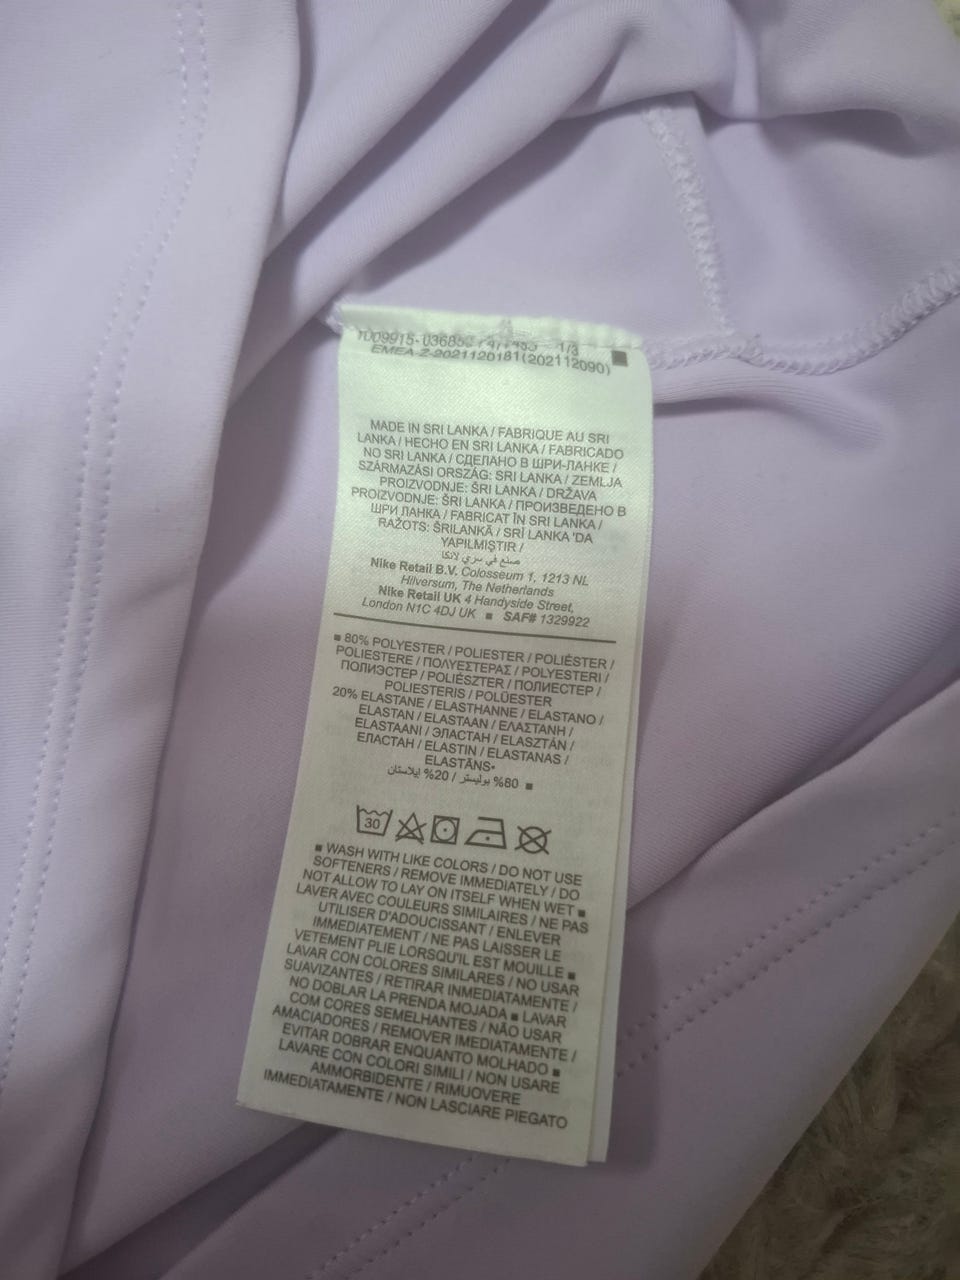 EMEA-Z-2021120181(202112090)
MADE IN SRI LANKA / FABRIQUE AU SRI
LANKA / HECHO EN SRI LANKA / FABRICADO
NO SRI LANKA / СДЕЛАНО В ШРИ-ЛАНКЕ /
SZÁRMAZÁSI ORSZÁG: SRI LANKA / ZEMLJA
PROIZVODNJE: ŠRI LANKA / DRŽAVA
PROIZVODNJE: ŠRI LANKA / ПРОИЗВЕДЕНО В
ШРИ ЛАНКА / FABRICAT ÎN SRI LANKA /
RAŽOTS: ŠRILANKĀ / SRİ LANKA 'DA
YAPILMIŞTIR /
صنع في سري لانكا
Nike Retail B.V. Colosseum 1, 1213 NL
Hilversum, The Netherlands
Nike Retail UK 4 Handyside Street,
London N1C 4DJ UK ■ SAF# 1329922
■ 80% POLYESTER / POLIESTER / POLIÉSTER /
POLIESTERE / ΠΟΛΥΕΣΤΕΡΑΣ / POLYESTERI /
ПОЛИЭСТЕР / POLIÉSZTER / ПОЛИЕСТЕР /
POLIESTERIS / POLÜESTER
20% ELASTANE / ELASTHANNE / ELASTANO /
ELASTAN / ELASTAAN / ΕΛΑΣΤΑΝΗ /
ELASTAANI / ЭЛАСТАН / ELASZTÁN /
ЕЛАСТАН / ELASTIN / ELASTANAS /
ELASTĀNS•
80% بوليستر / 20% إيلاستان ■
30
■ WASH WITH LIKE COLORS / DO NOT USE
SOFTENERS / REMOVE IMMEDIATELY / DO
NOT ALLOW TO LAY ON ITSELF WHEN WET ■
LAVER AVEC COULEURS SIMILAIRES / NE PAS
UTILISER D'ADOUCISSANT / ENLEVER
IMMEDIATEMENT / NE PAS LAISSER LE
VETEMENT PLIE LORSQU'IL EST MOUILLE ■
LAVAR CON COLORES SIMILARES / NO USAR
SUAVIZANTES / RETIRAR INMEDIATAMENTE /
NO DOBLAR LA PRENDA MOJADA ■ LAVAR
COM CORES SEMELHANTES / NÃO USAR
AMACIADORES / REMOVER IMEDIATAMENTE /
EVITAR DOBRAR ENQUANTO MOLHADO ■
LAVARE CON COLORI SIMILI / NON USARE
AMMORBIDENTE / RIMUOVERE
IMMEDIATAMENTE / NON LASCIARE PIEGATO